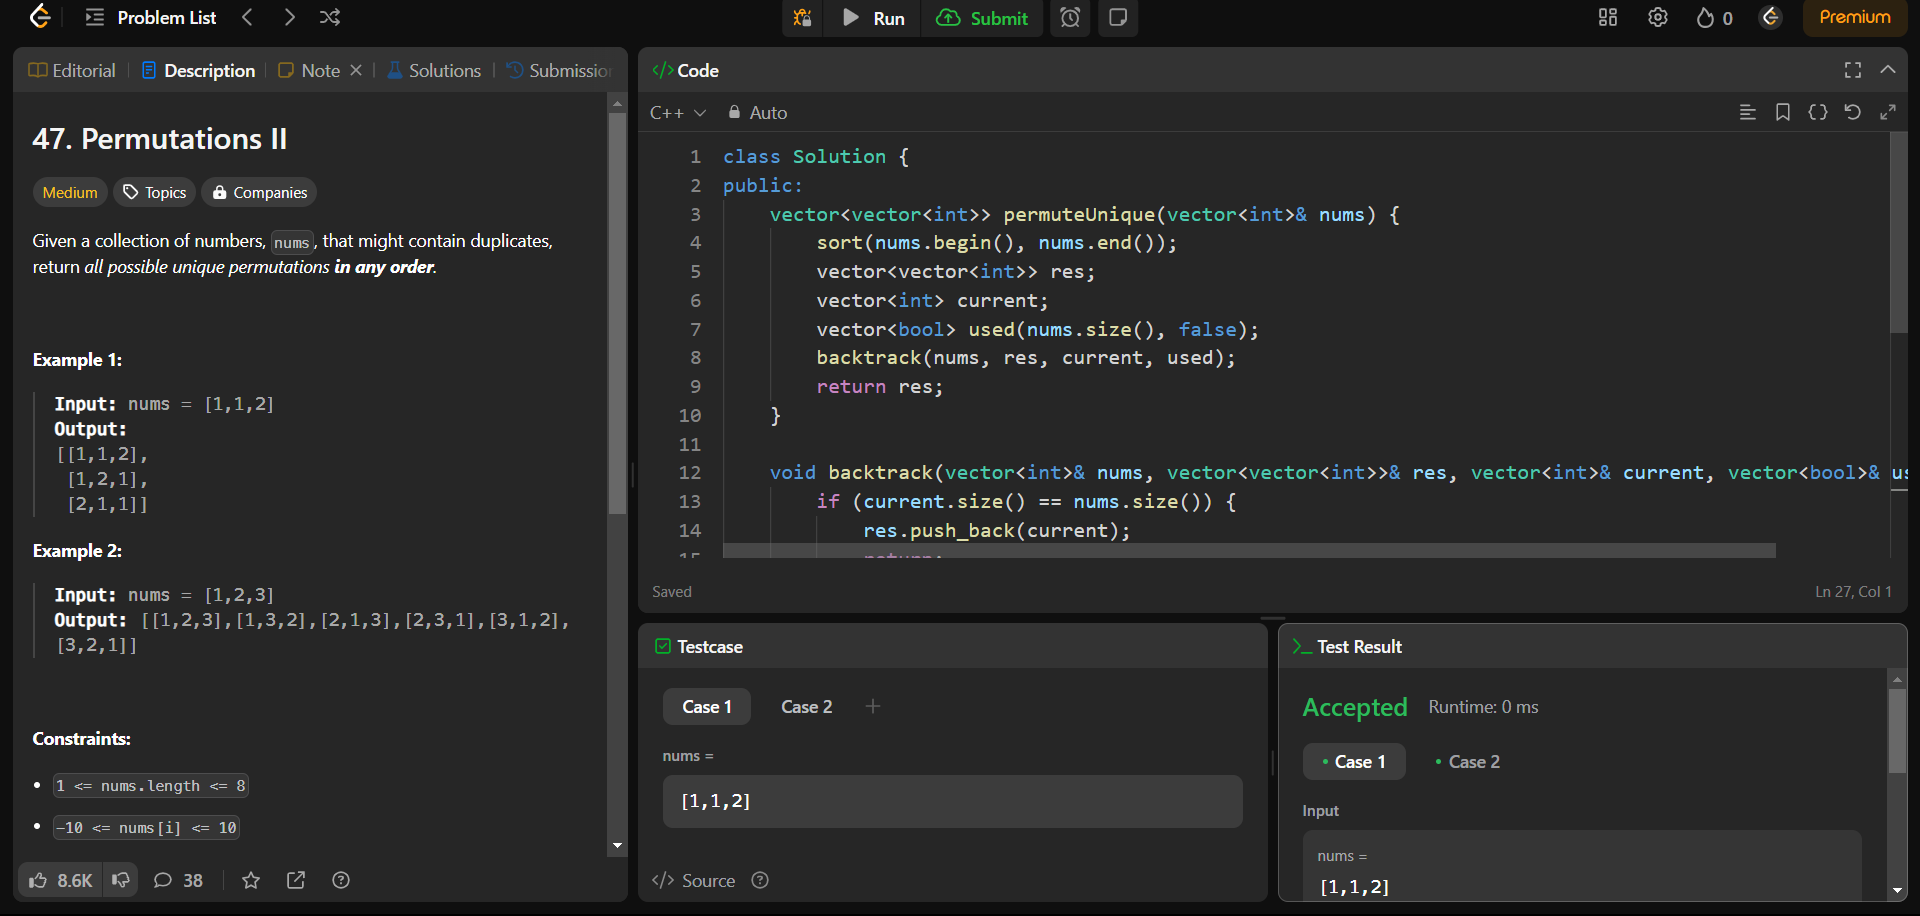 Problem List
Run
Submit
0
Premium
Editorial
Description
Note
Solutions
47. Permutations II
Medium
Topics
Companies
Given a collection of numbers, nums, that might contain duplicates,
return all possible unique permutations in any order.
Example 1:
Input: nums = [1,1,2]
Output:
[[1,1,2],
[1,2,1],
[2,1,1]]
Example 2:
Input: nums = [1,2,3]
Output: [[1,2,3],[1,3,2],[2,1,3],[2,3,1],[3,1,2],
[3,2,1]]
Constraints:
1 <= nums.length <= 8
-10 <= nums[i] <= 10
8.6K
38
</> Code
C++
Auto
1 class Solution {
2 public:
3 vector<vector<int>> permuteUnique(vector<int>& nums) {
4 sort(nums.begin(), nums.end());
5 vector<vector<int>> res;
6 vector<int> current;
7 vector<bool> used(nums.size(), false);
8 backtrack(nums, res, current, used);
9 return res;
10 }
11
12 void backtrack(vector<int>& nums, vector<vector<int>>& res, vector<int>& current, vector<bool>&
13 if (current.size() == nums.size()) {
14 res.push_back(current);
Saved
Ln 27, Col 1
Testcase
Case 1
Case 2
nums =
[1,1,2]
</> Source
Test Result
Accepted
Runtime: 0 ms
Case 1
Case 2
Input
nums =
[1,1,2]